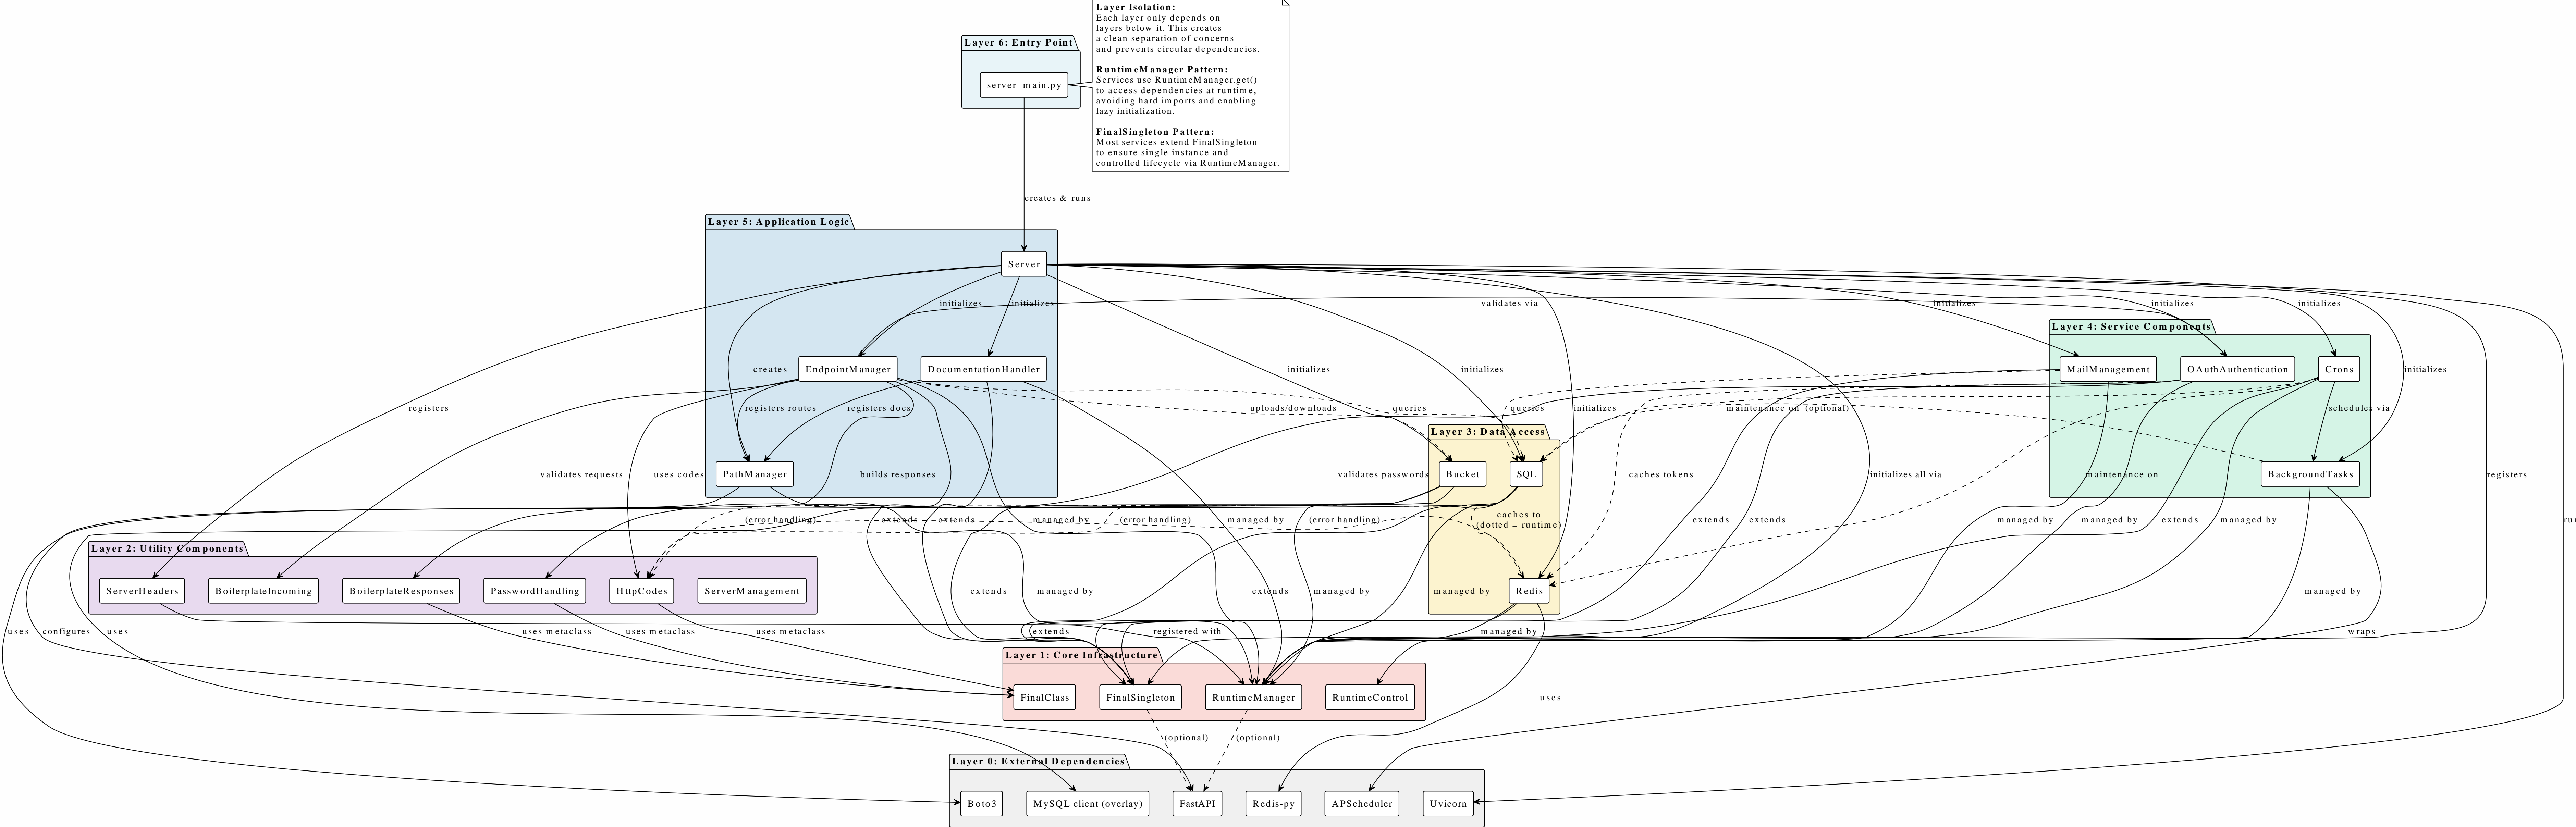 Layer Isolation:
Each layer only depends on
layers below it. This creates
a clean separation of concerns
and prevents circular dependencies.
RuntimeManager Pattern:
Services use RuntimeManager.get()
to access dependencies at runtime,
avoiding hard imports and enabling
lazy initialization.
FinalSingleton Pattern:
Most services extend FinalSingleton
to ensure single instance and
controlled lifecycle via RuntimeManager.
Layer 6: Entry Point
server_main.py
creates & runs
Layer 5: Application Logic
Server
initializes
initializes
validates via
initializes
initializes
initializes
Layer 4: Service Components
creates
EndpointManager
DocumentationHandler
initializes
initializes
MailManagement
OAuthAuthentication
Crons
initializes
registers
registers routes
registers docs
uploads/downloads
queries
queries
initializes
maintenance on
(optional)
schedules via
Layer 3: Data Access
validates requests
uses codes
PathManager
builds responses
validates passwords
Bucket
SQL
caches tokens
initializes all via
maintenance on
BackgroundTasks
registers
(error handling)
extends
extends
managed by
(error handling)
managed by
(error handling)
caches to
(dotted = runtime)
extends
extends
managed by
managed by
extends
managed by
run
Layer 2: Utility Components
ServerHeaders
BoilerplateIncoming
BoilerplateResponses
PasswordHandling
HttpCodes
ServerManagement
extends
managed by
extends
managed by
managed by
Redis
managed by
uses
configures
uses
uses metaclass
uses metaclass
uses metaclass
extends
registered with
managed by
wraps
Layer 1: Core Infrastructure
FinalClass
FinalSingleton
RuntimeManager
RuntimeControl
uses
(optional)
(optional)
Layer 0: External Dependencies
Boto3
MySQL client (overlay)
FastAPI
Redis-py
APScheduler
Uvicorn